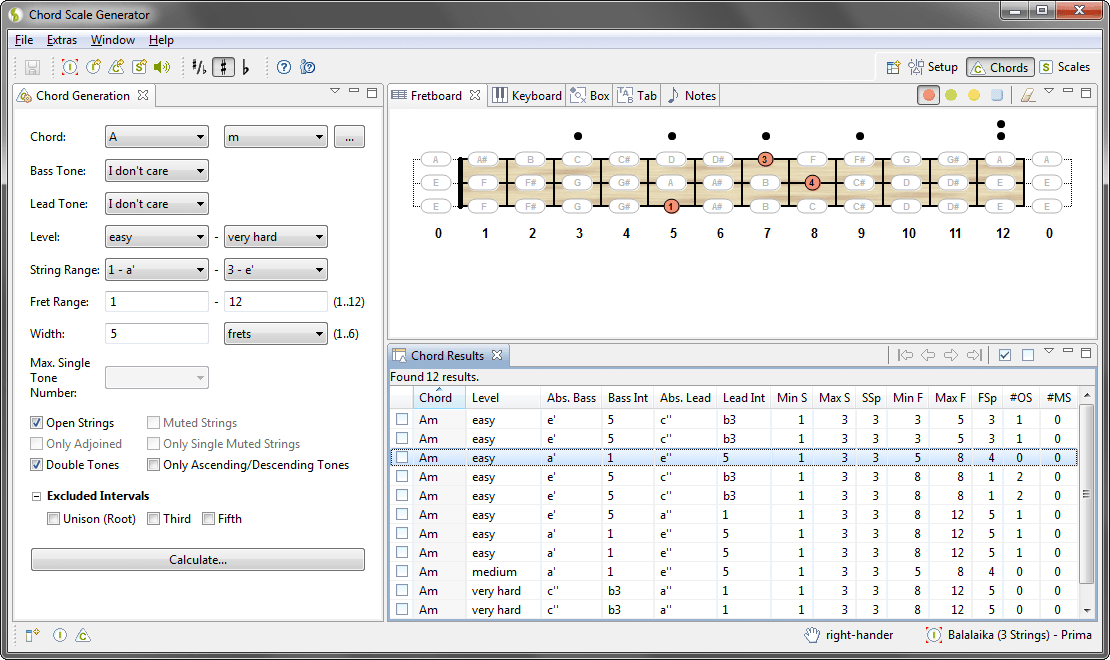 Chord Scale Generator
File Extras Window Help
Setup Chords Scales
Chord Generation
Chord: A m ...
Bass Tone: I don't care
Lead Tone: I don't care
Level: easy - very hard
String Range: 1 - a' - 3 - e'
Fret Range: 1 - 12 (1..12)
Width: 5 frets (1..6)
Max. Single
Tone
Number:
Open Strings Muted Strings
Only Adjoined Only Single Muted Strings
Double Tones Only Ascending/Descending Tones
Excluded Intervals
Unison (Root) Third Fifth
Calculate...
Fretboard Keyboard Box Tab Notes
A A# B C C# D D# 3 F F# G G# A A
E F F# G G# A A# B 4 C# D D# E E
E F F# G G# 1 A# B C C# D D# E E
0 1 2 3 4 5 6 7 8 9 10 11 12 0
Chord Results
Found 12 results.
Chord Level Abs. Bass Bass Int Abs. Lead Lead Int Min S Max S SSp Min F Max F FSp #OS #MS
Am easy e' 5 c'' b3 1 3 3 3 5 3 1 0
Am easy e' 5 c'' b3 1 3 3 3 5 3 1 0
Am easy a' 1 e'' 5 1 3 3 5 8 4 0 0
Am easy e' 5 c'' b3 1 3 3 8 8 1 2 0
Am easy e' 5 c'' b3 1 3 3 8 8 1 2 0
Am easy e' 5 a'' 1 1 3 3 8 12 5 1 0
Am easy a' 1 e'' 5 1 3 3 8 12 5 1 0
Am easy a' 1 e'' 5 1 3 3 8 12 5 1 0
Am medium a' 1 e'' 5 1 3 3 5 8 4 0 0
Am very hard c'' b3 a'' 1 1 3 3 8 12 5 0 0
Am very hard c'' b3 a'' 1 1 3 3 8 12 5 0 0
right-hander Balalaika (3 Strings) - Prima